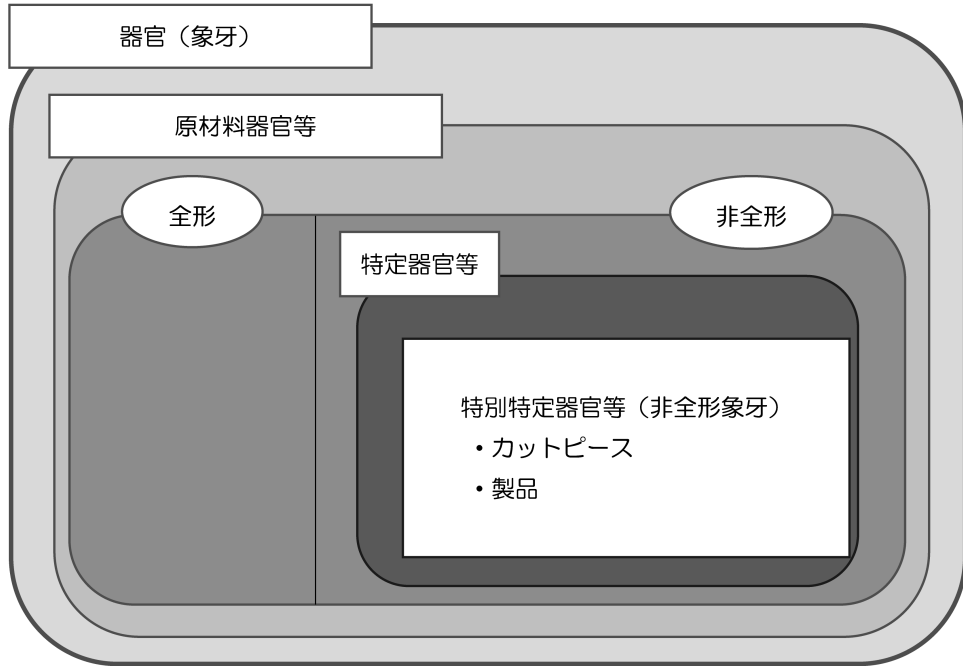 器官（象牙）
原材料器官等
全形
非全形
特定器官等
特別特定器官等（非全形象牙）
・カットピース
・製品